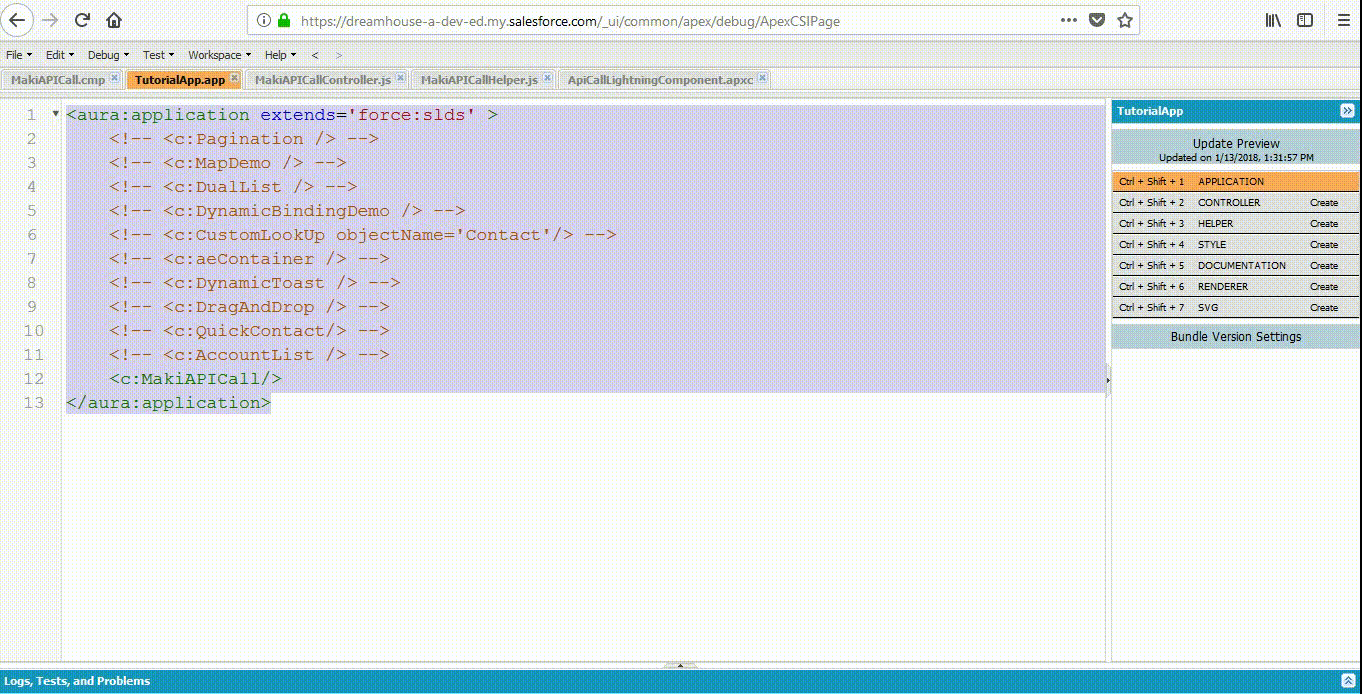 https://dreamhouse-a-dev-ed.my.salesforce.com/_ui/common/apex/debug/ApexCSIPage
File Edit Debug Test Workspace Help < >
MakiAPICall.cmp TutorialApp.app MakiAPICallController.js MakiAPICallHelper.js ApiCallLightningComponent.apxc
1 <aura:application extends='force:slds' >
2 <!-- <c:Pagination /> -->
3 <!-- <c:MapDemo /> -->
4 <!-- <c:DualList /> -->
5 <!-- <c:DynamicBindingDemo /> -->
6 <!-- <c:CustomLookUp objectName='Contact'/> -->
7 <!-- <c:aeContainer /> -->
8 <!-- <c:DynamicToast /> -->
9 <!-- <c:DragAndDrop /> -->
10 <!-- <c:QuickContact/> -->
11 <!-- <c:AccountList /> -->
12 <c:MakiAPICall/>
13 </aura:application>
TutorialApp
Update Preview
Updated on 1/13/2018, 1:31:57 PM
Ctrl + Shift + 1 APPLICATION
Ctrl + Shift + 2 CONTROLLER Create
Ctrl + Shift + 3 HELPER Create
Ctrl + Shift + 4 STYLE Create
Ctrl + Shift + 5 DOCUMENTATION Create
Ctrl + Shift + 6 RENDERER Create
Ctrl + Shift + 7 SVG Create
Bundle Version Settings
Logs, Tests, and Problems